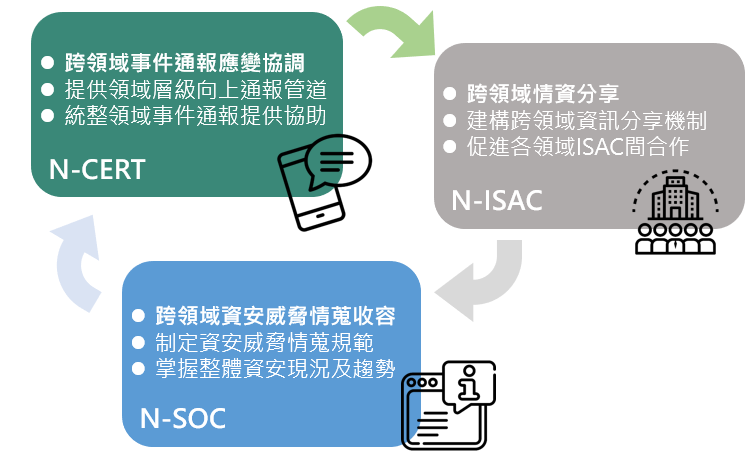 ● 跨領域事件通報應變協調
● 提供領域層級向上通報管道
● 統整領域事件通報提供協助
N-CERT
● 跨領域情資分享
● 建構跨領域資訊分享機制
● 促進各領域ISAC間合作
N-ISAC
● 跨領域資安威脅情蒐收容
● 制定資安威脅情蒐規範
● 掌握整體資安現況及趨勢
N-SOC